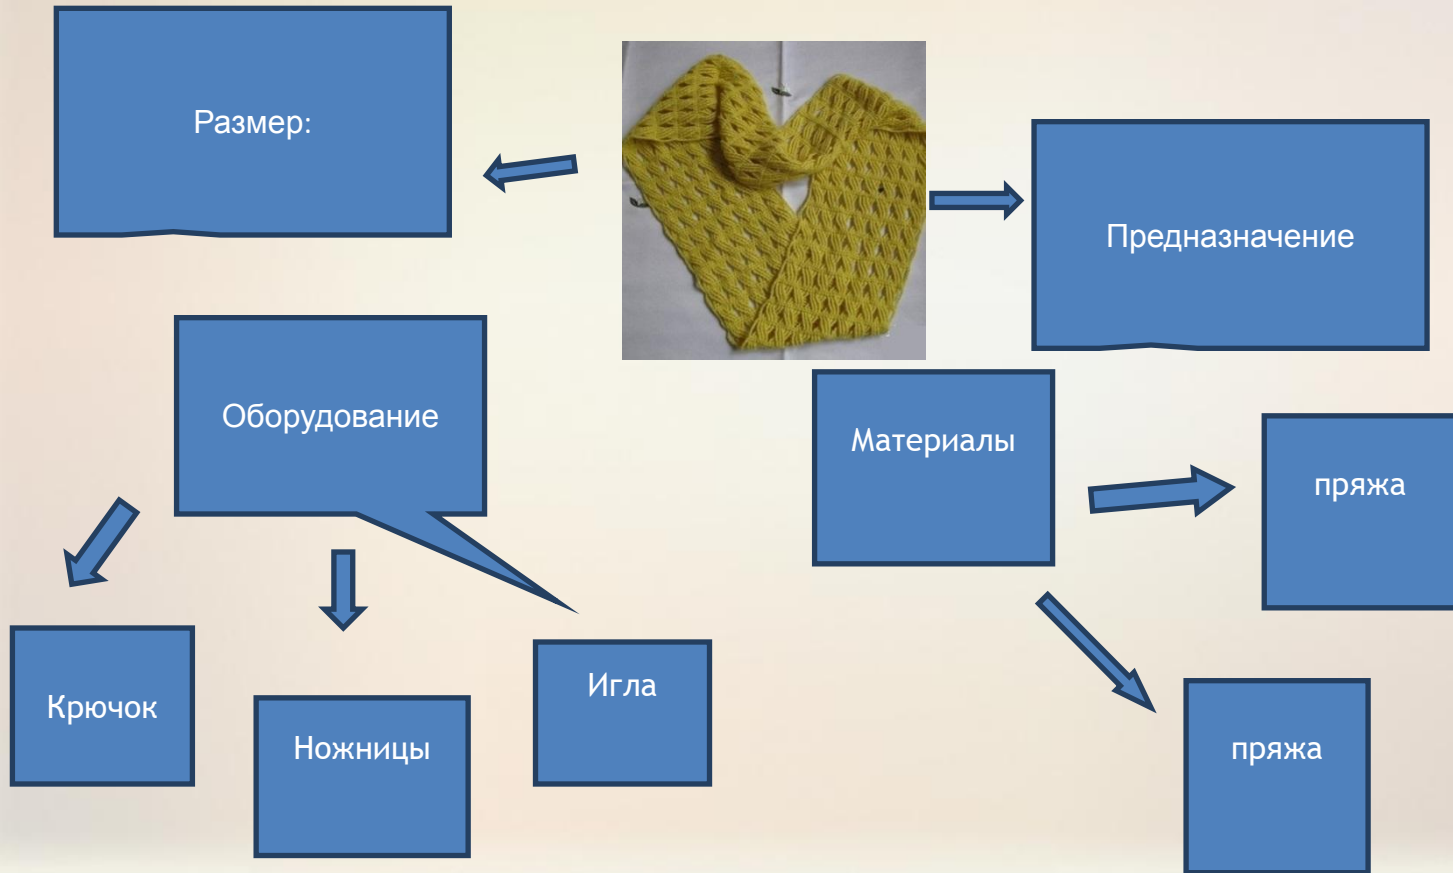 Размер:
Предназначение
Оборудование
Материалы
пряжа
Крючок
Ножницы
Игла
пряжа